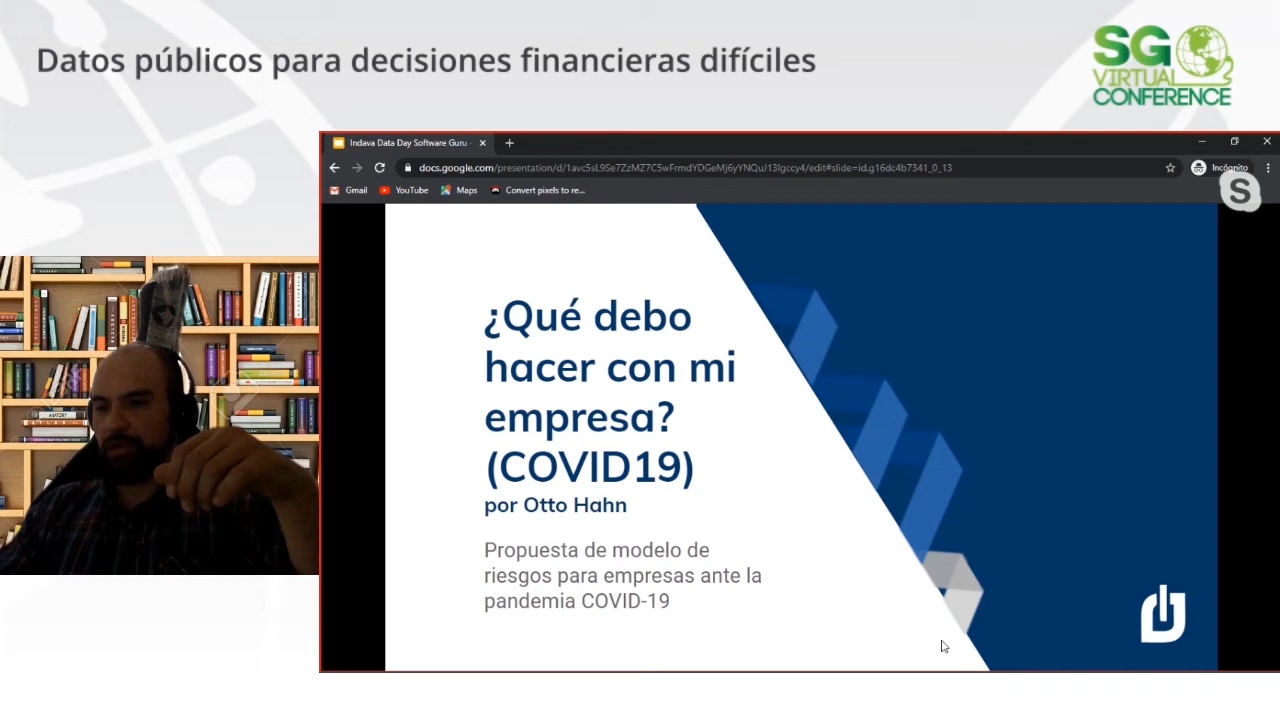 Datos públicos para decisiones financieras difíciles
SG
VIRTUAL
CONFERENCE
Indava Data Day Software Guru -
docs.google.com/presentation/d/1avc5sL9Se7ZzMZ7C5wFrmdYDGeMj6yYNQuJ13Igccy4/edit#slide=id.g16dc4b7341_0_13
Incógnito
Gmail
YouTube
Maps
Convert pixels to re...
S
¿Qué debo
hacer con mi
empresa?
(COVID19)
por Otto Hahn
Propuesta de modelo de
riesgos para empresas ante la
pandemia COVID-19